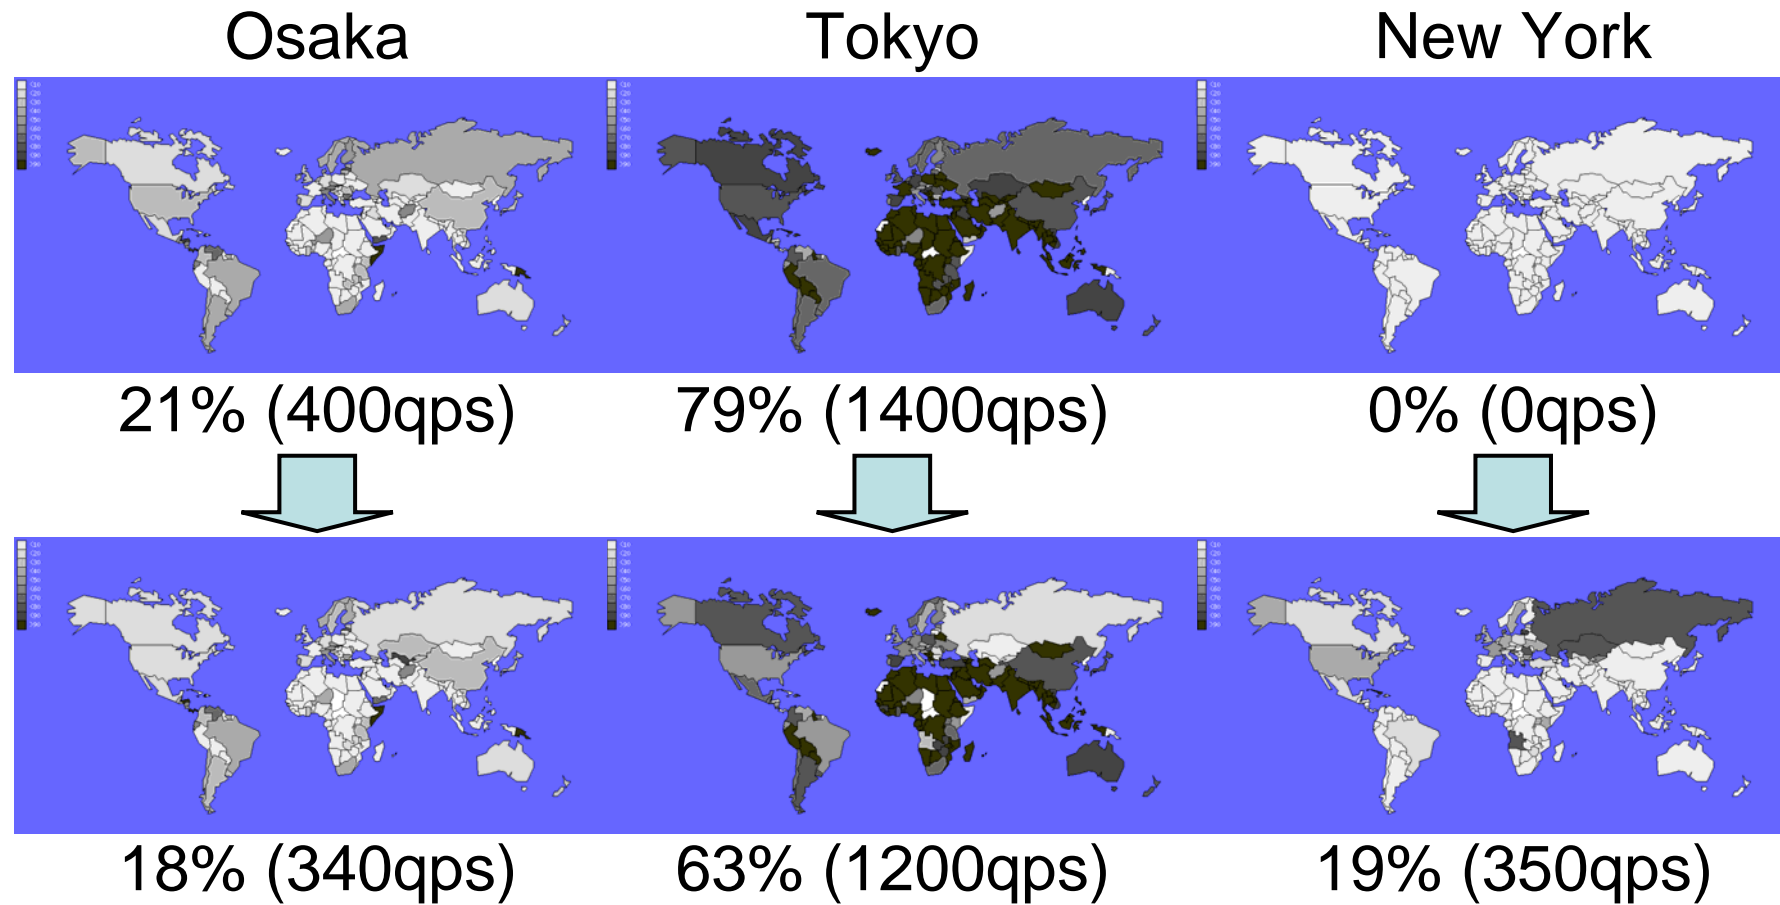 Osaka Tokyo New York
21% (400qps) 79% (1400qps) 0% (0qps)
18% (340qps) 63% (1200qps) 19% (350qps)